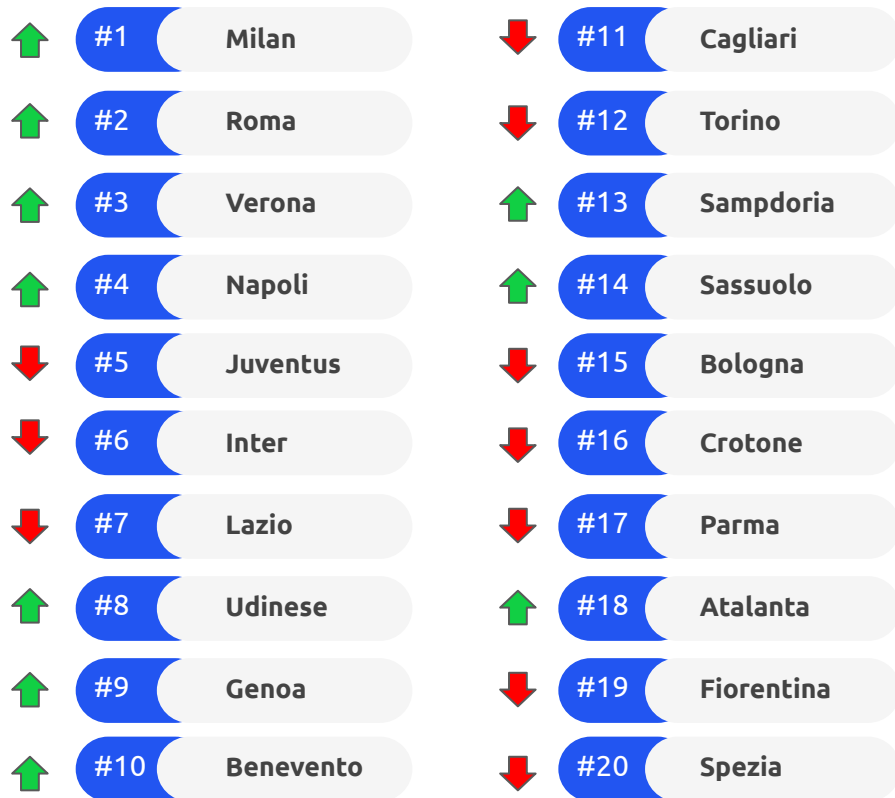 #1 Milan
#2 Roma
#3 Verona
#4 Napoli
#5 Juventus
#6 Inter
#7 Lazio
#8 Udinese
#9 Genoa
#10 Benevento
#11 Cagliari
#12 Torino
#13 Sampdoria
#14 Sassuolo
#15 Bologna
#16 Crotone
#17 Parma
#18 Atalanta
#19 Fiorentina
#20 Spezia